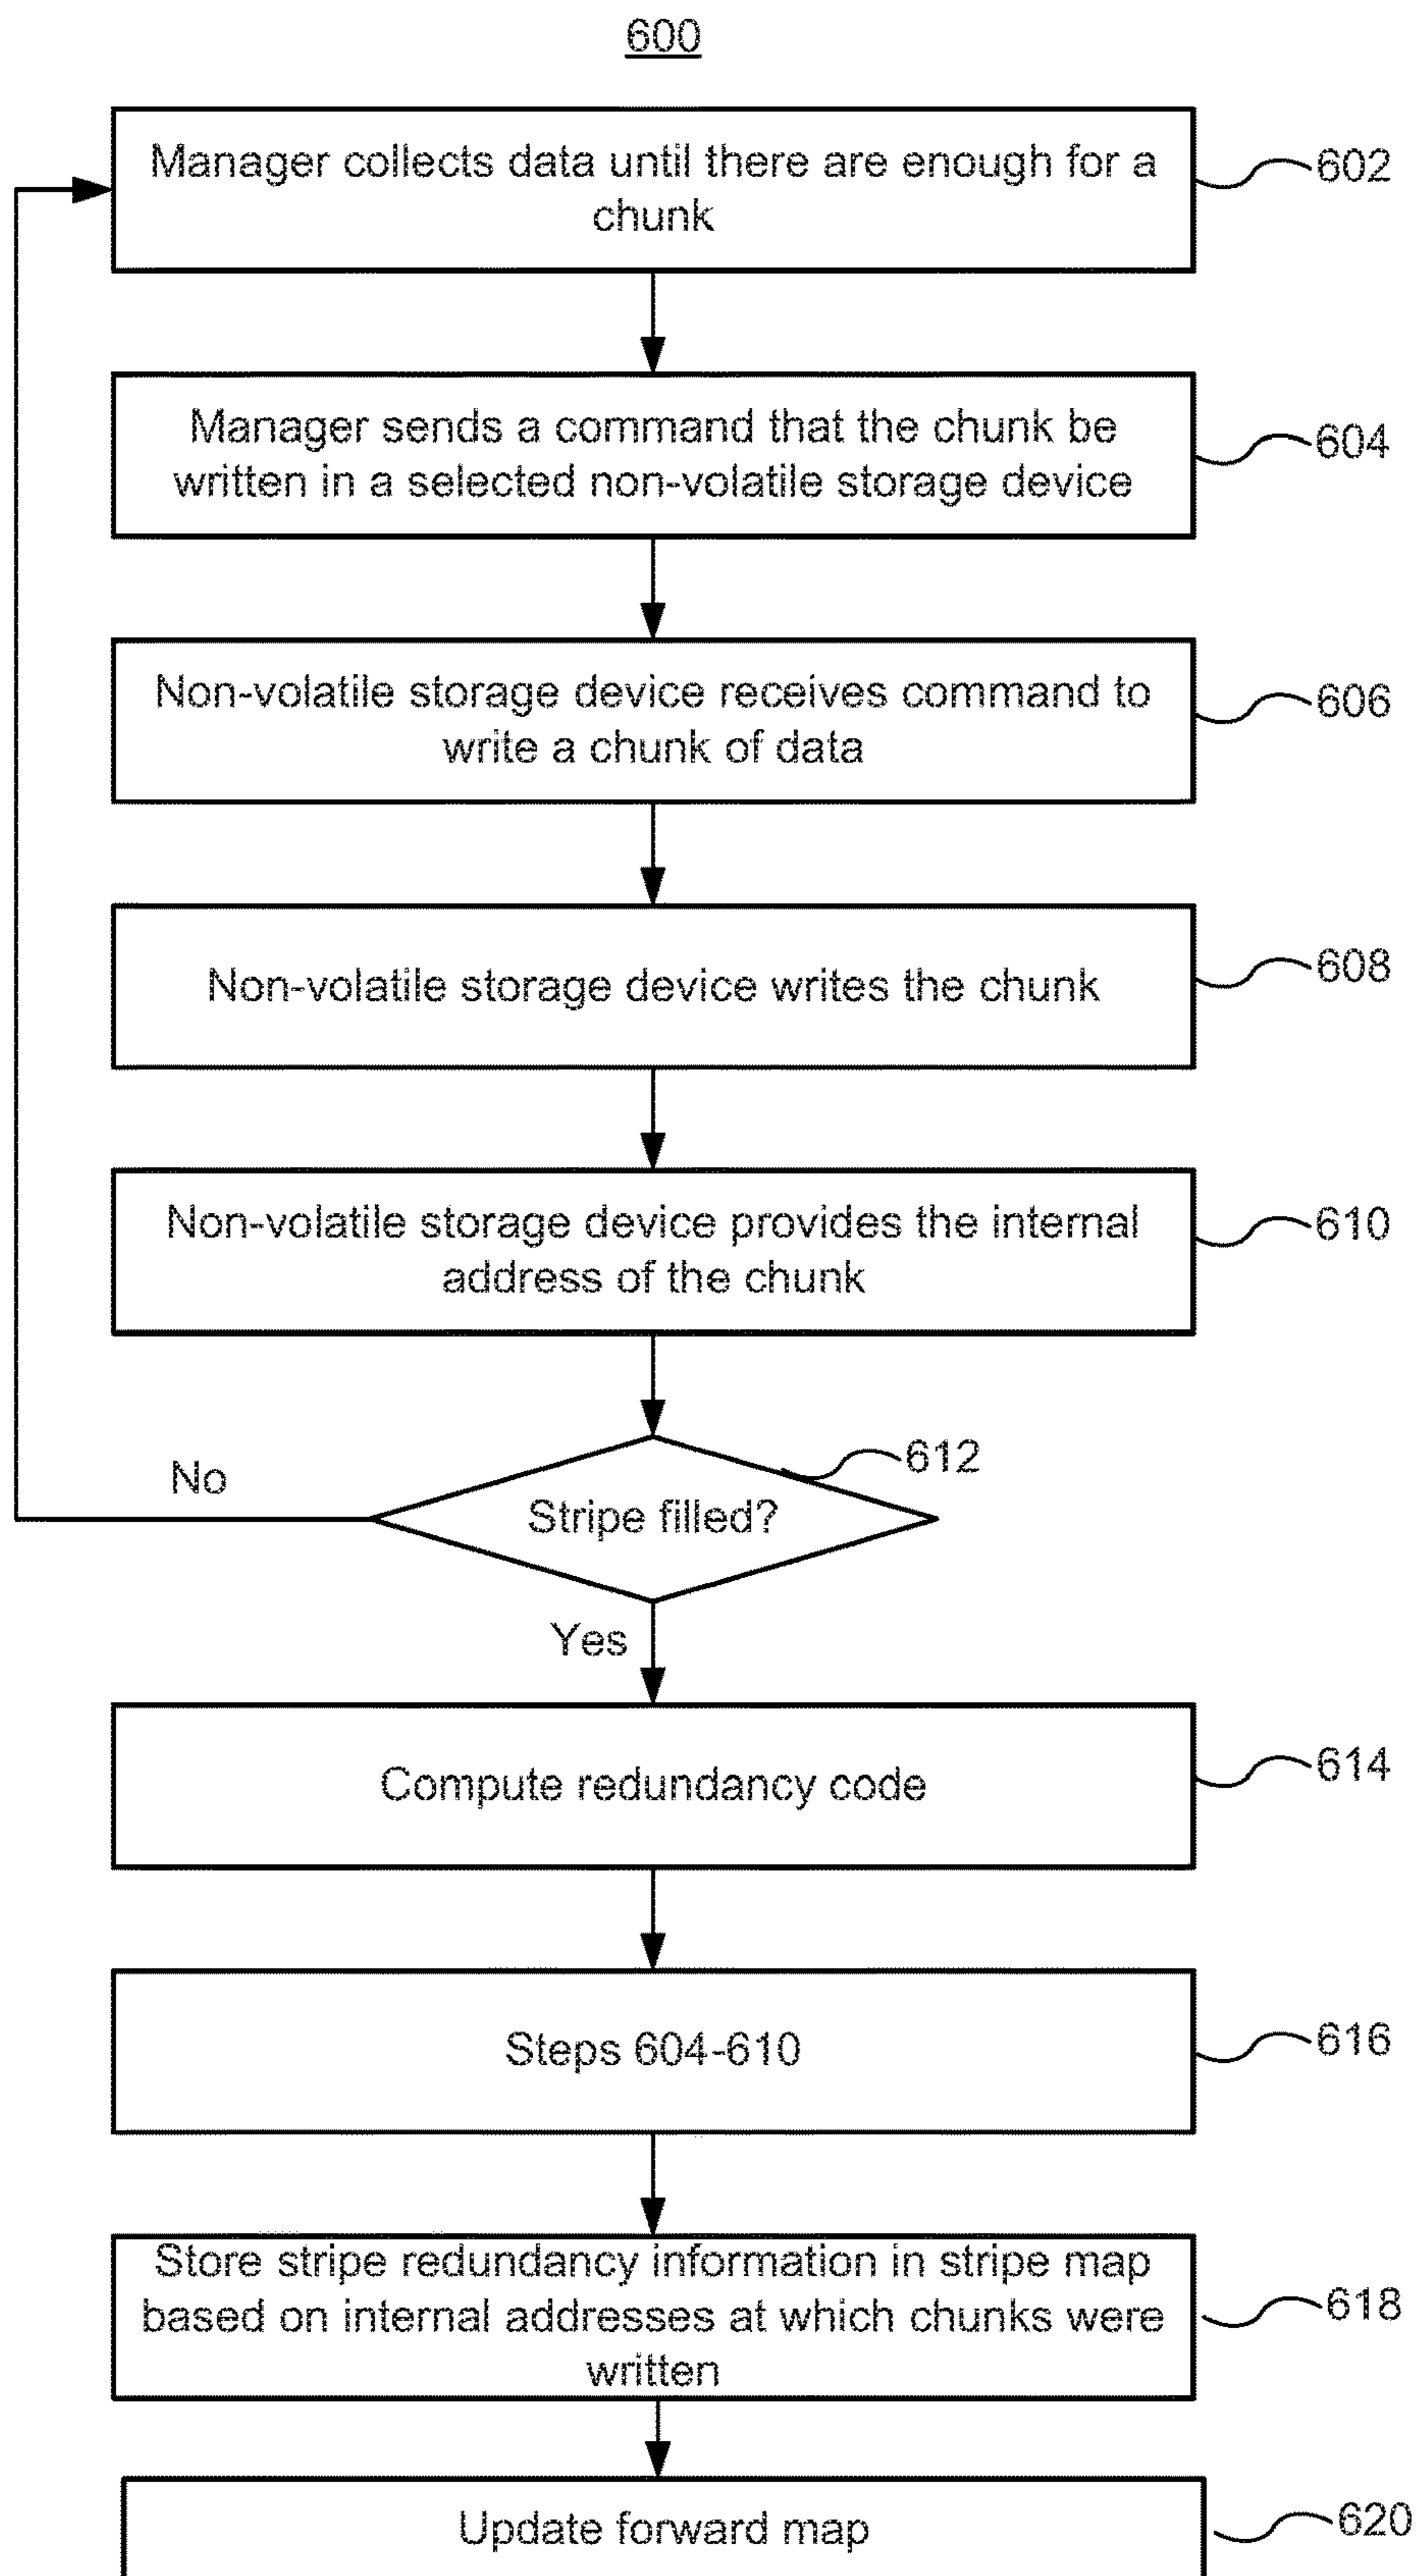 600
Manager collects data until there are enough for a
chunk
602
Manager sends a command that the chunk be
written in a selected non-volatile storage device
604
Non-volatile storage device receives command to
write a chunk of data
606
Non-volatile storage device writes the chunk
608
Non-volatile storage device provides the internal
address of the chunk
610
612
No
Stripe filled?
Yes
Compute redundancy code
614
Steps 604-610
616
Store stripe redundancy information in stripe map
based on internal addresses at which chunks were
written
618
Update forward map
620